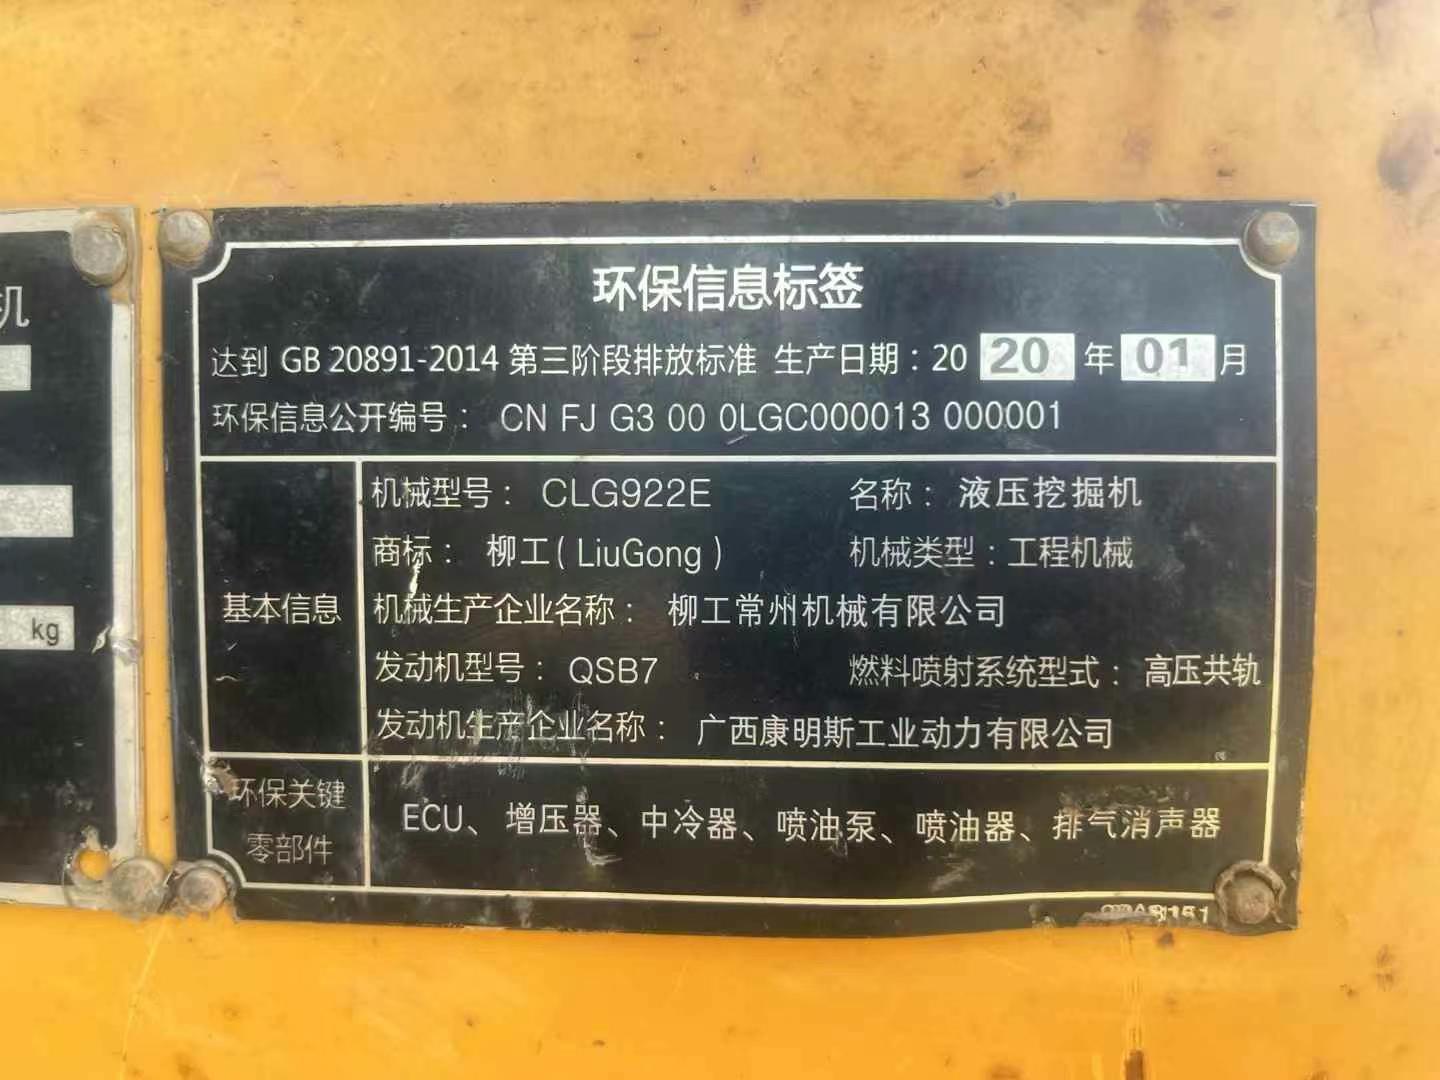 机
kg
环保信息标签
达到 GB 20891-2014 第三阶段排放标准 生产日期：20 20 年 01 月
环保信息公开编号： CN FJ G3 00 0LGC000013 000001
基本信息
机械型号： CLG922E 名称：液压挖掘机
商标： 柳工(LiuGong) 机械类型：工程机械
机械生产企业名称： 柳工常州机械有限公司
发动机型号： QSB7 燃料喷射系统型式： 高压共轨
发动机生产企业名称： 广西康明斯工业动力有限公司
环保关键
零部件
ECU、增压器、中冷器、喷油泵、喷油器、排气消声器